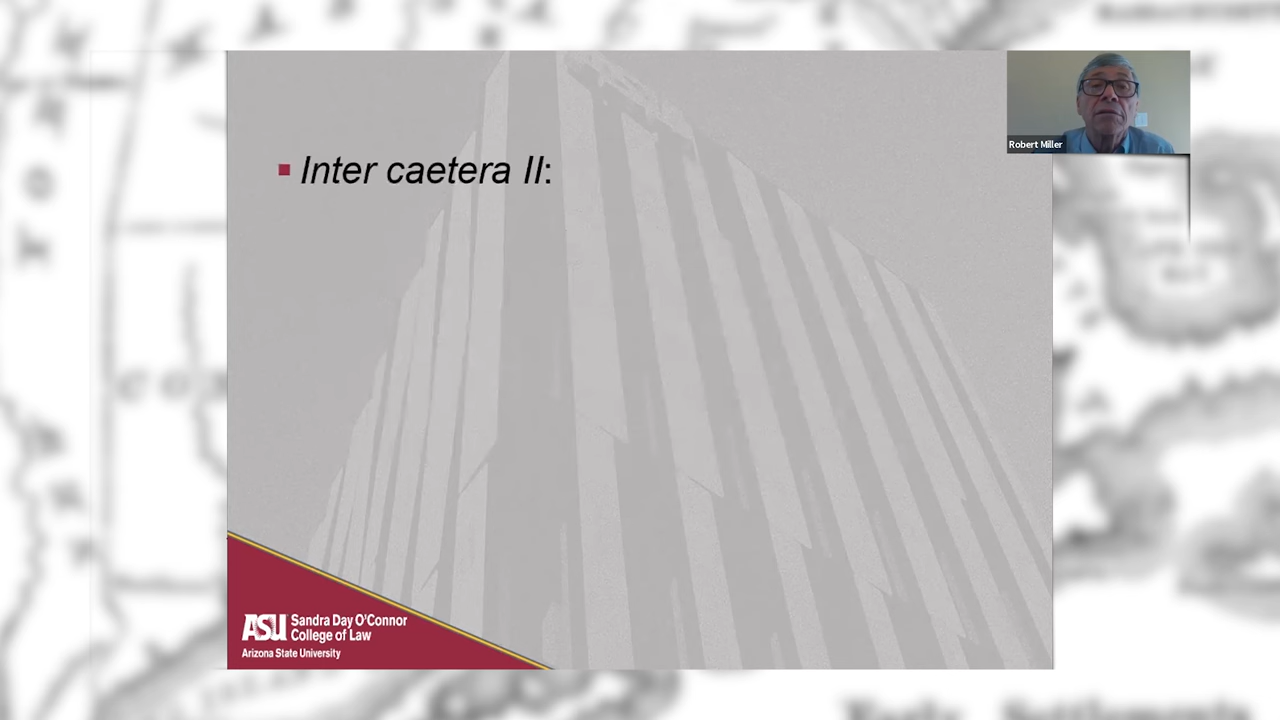 Inter caetera II:
Robert Miller
ASU Sandra Day O'Connor
College of Law
Arizona State University